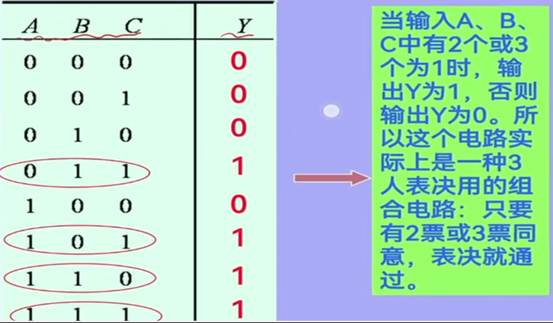 A B C Y
0 0 0 0
0 0 1 0
0 1 0 0
0 1 1 1
1 0 0 0
1 0 1 1
1 1 0 1
1 1 1 1
当输入A、B、
C中有2个或3
个为1时，输
出Y为1，否则
输出Y为0。所
以这个电路实
际上是一种3
人表决用的组
合电路：只要
有2票或3票同
意，表决就通
过。